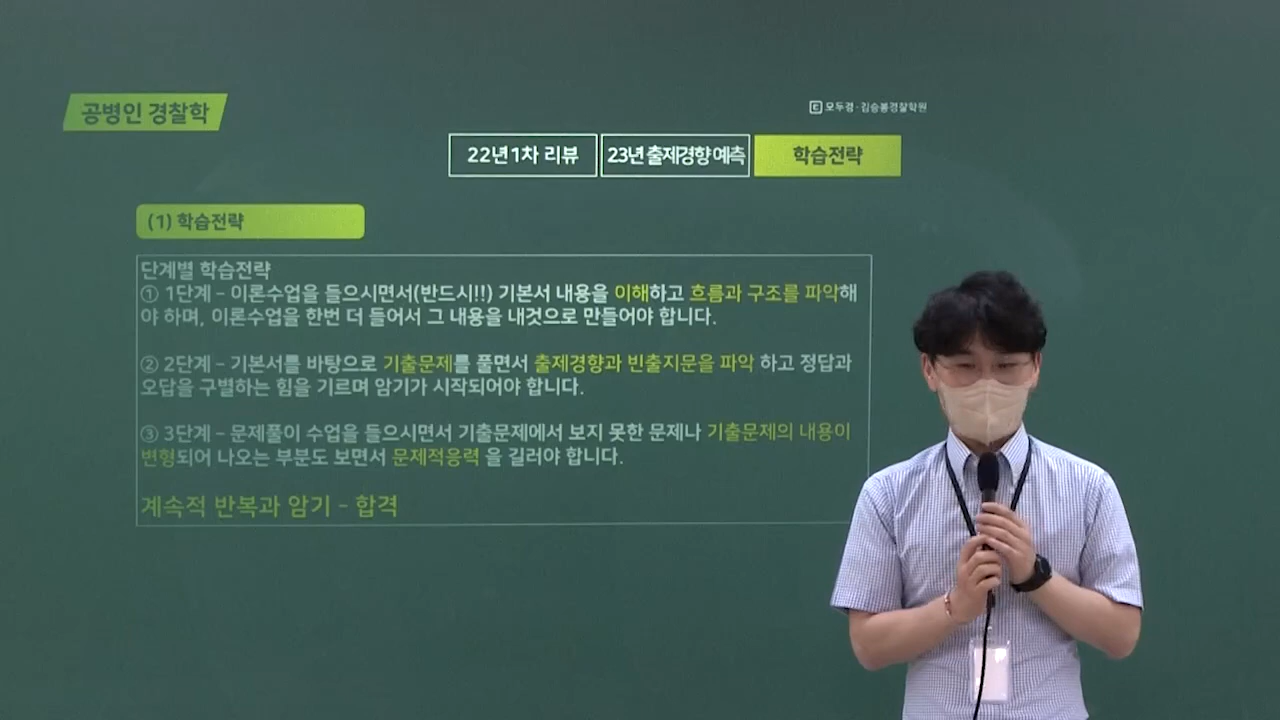 공병인 경찰학
모두경·김승봉경찰학원
22년 1차 리뷰
23년 출제경향 예측
학습전략
(1) 학습전략
단계별 학습전략
① 1단계 – 이론수업을 들으시면서(반드시!!) 기본서 내용을 이해하고 흐름과 구조를 파악해
야 하며, 이론수업을 한번 더 들어서 그 내용을 내것으로 만들어야 합니다.
② 2단계 – 기본서를 바탕으로 기출문제를 풀면서 출제경향과 빈출지문을 파악 하고 정답과
오답을 구별하는 힘을 기르며 암기가 시작되어야 합니다.
③ 3단계 – 문제풀이 수업을 들으시면서 기출문제에서 보지 못한 문제나 기출문제의 내용이
변형되어 나오는 부분도 보면서 문제적응력 을 길러야 합니다.
계속적 반복과 암기 – 합격